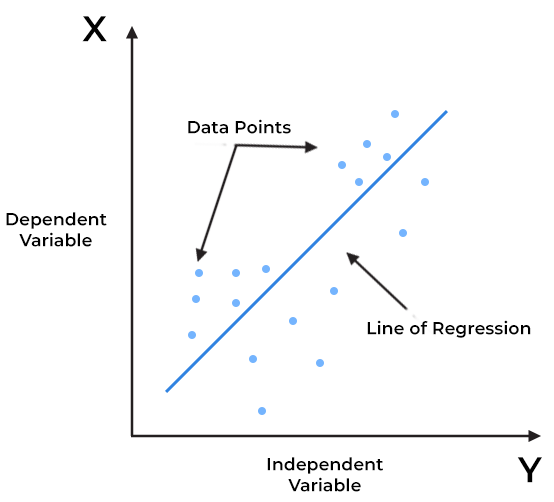 X
Data Points
Dependent
Variable
Line of Regression
Independent
Variable
Y